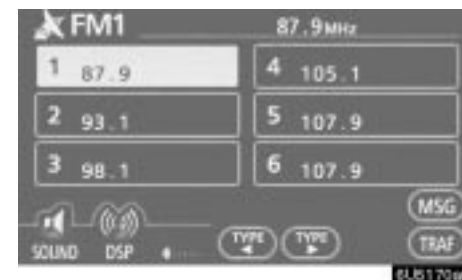 FM1 87.9MHz
1 87.9
4 105.1
2 93.1
5 107.9
3 98.1
6 107.9
MSG
SOUND DSP TYPE TYPE TRAF